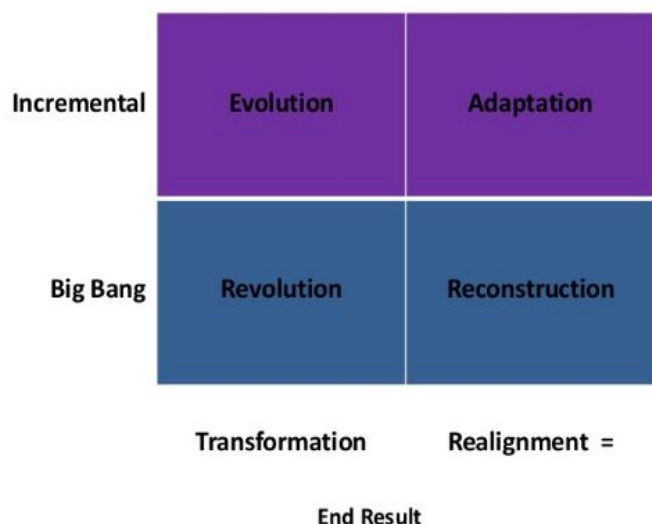 Incremental Evolution Adaptation
Big Bang Revolution Reconstruction
Transformation Realignment =
End Result